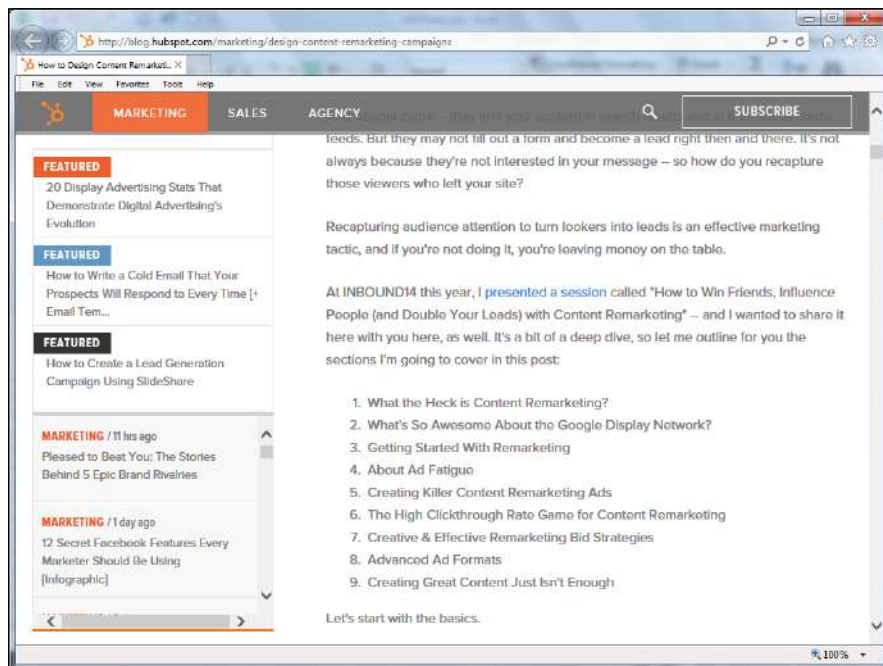 http://blog.hubspot.com/marketing/design-content-remarketing-campaigns
How to Design Content Remarketi...
File Edit View Favorites Tools Help
MARKETING SALES AGENCY SUBSCRIBE
FEATURED
20 Display Advertising Stats That
Demonstrate Digital Advertising's
Evolution
FEATURED
How to Write a Cold Email That Your
Prospects Will Respond to Every Time [+
Email Tem...
FEATURED
How to Create a Lead Generation
Campaign Using SlideShare
MARKETING / 11 hrs ago
Pleased to Beat You: The Stories
Behind 5 Epic Brand Rivalries
MARKETING / 1 day ago
12 Secret Facebook Features Every
Marketer Should Be Using
[Infographic]
feeds. But they may not fill out a form and become a lead right then and there. It's not
always because they're not interested in your message – so how do you recapture
those viewers who left your site?
Recapturing audience attention to turn lookers into leads is an effective marketing
tactic, and if you're not doing it, you're leaving money on the table.
At INBOUND14 this year, I presented a session called "How to Win Friends, Influence
People (and Double Your Leads) with Content Remarketing" – and I wanted to share it
here with you here, as well. It's a bit of a deep dive, so let me outline for you the
sections I'm going to cover in this post:
1. What the Heck is Content Remarketing?
2. What's So Awesome About the Google Display Network?
3. Getting Started With Remarketing
4. About Ad Fatigue
5. Creating Killer Content Remarketing Ads
6. The High Clickthrough Rate Game for Content Remarketing
7. Creative & Effective Remarketing Bid Strategies
8. Advanced Ad Formats
9. Creating Great Content Just Isn't Enough
Let's start with the basics.
100%